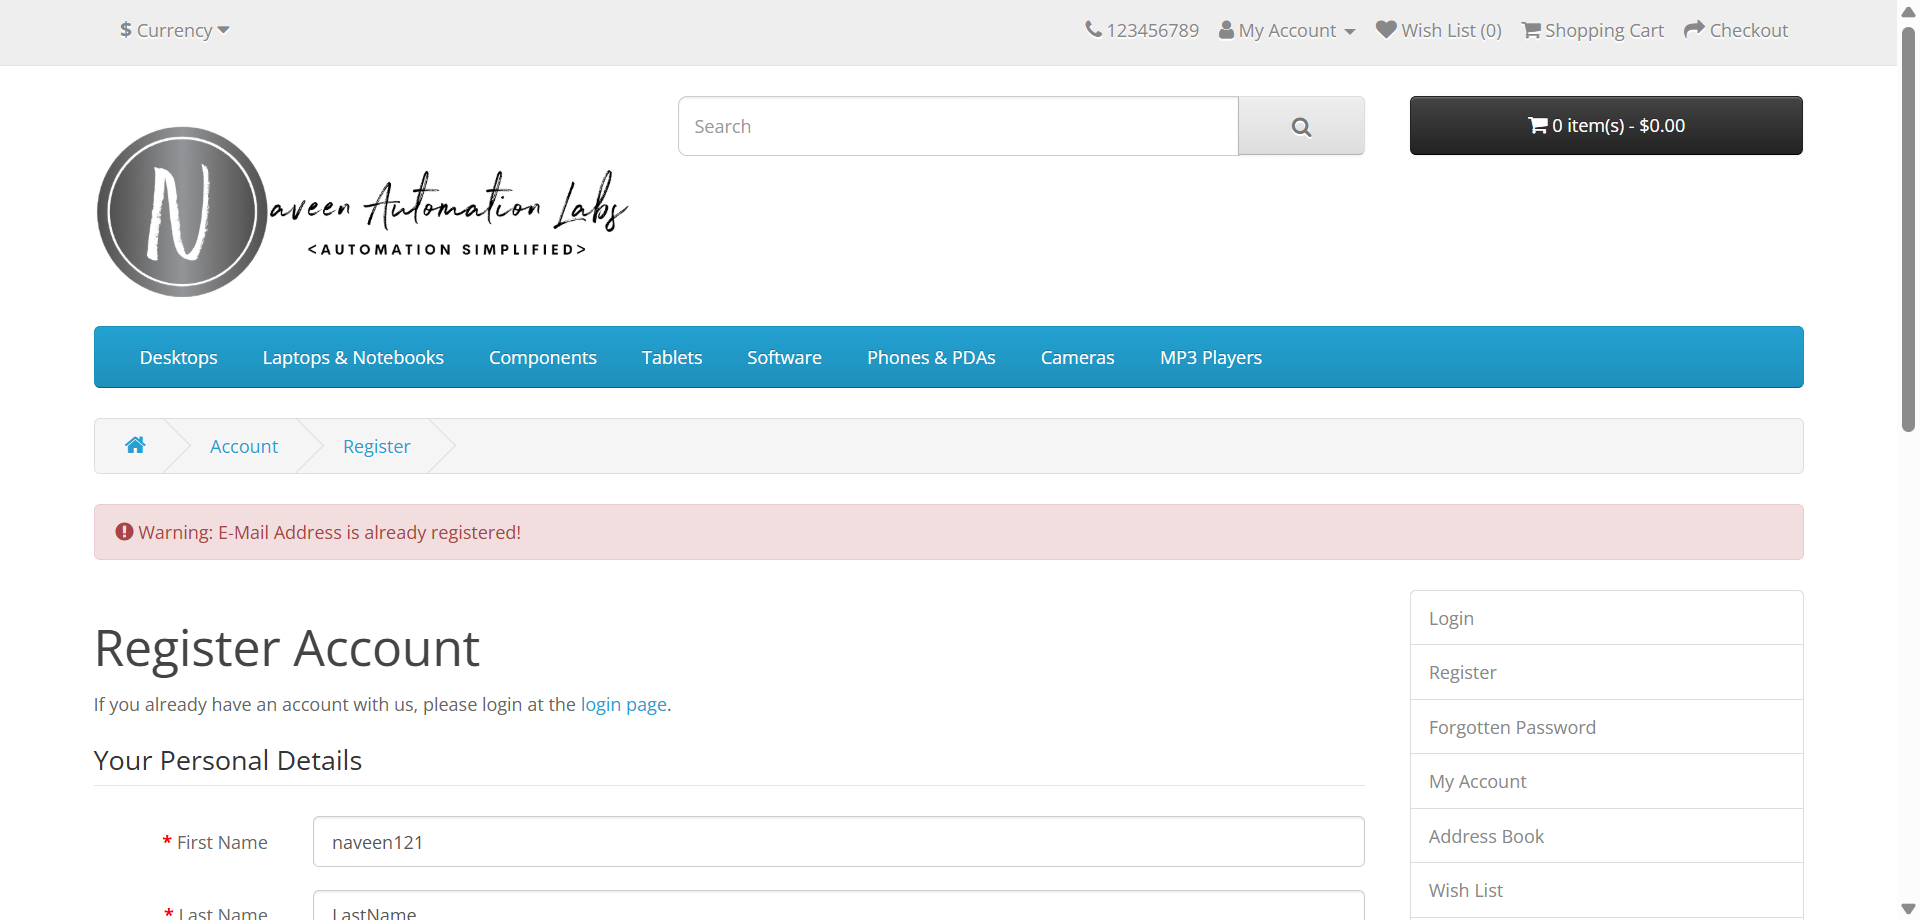 $ Currency
123456789 My Account Wish List (0) Shopping Cart Checkout
Search
0 item(s) - $0.00
Naveen Automation Labs
<AUTOMATION SIMPLIFIED>
Desktops Laptops & Notebooks Components Tablets Software Phones & PDAs Cameras MP3 Players
Account Register
Warning: E-Mail Address is already registered!
Register Account
If you already have an account with us, please login at the login page.
Your Personal Details
* First Name naveen121
* Last Name LastName
Login
Register
Forgotten Password
My Account
Address Book
Wish List